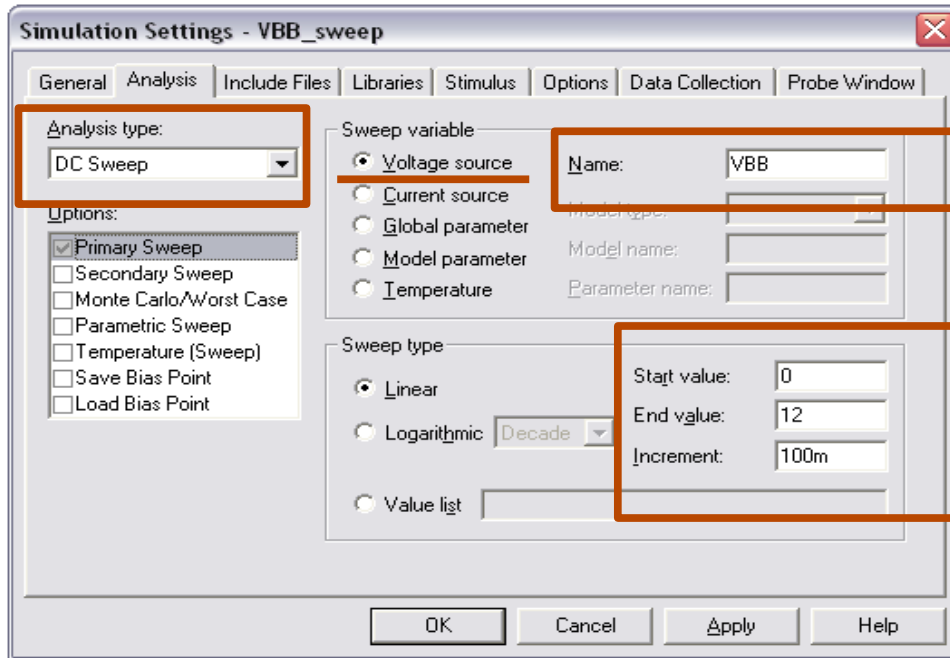 Simulation Settings - VBB_sweep
General Analysis Include Files Libraries Stimulus Options Data Collection Probe Window
Analysis type:
DC Sweep
Options:
Primary Sweep
Secondary Sweep
Monte Carlo/Worst Case
Parametric Sweep
Temperature (Sweep)
Save Bias Point
Load Bias Point
Sweep variable
Voltage source
Current source
Global parameter
Model parameter
Temperature
Name: VBB
Model type:
Model name:
Parameter name:
Sweep type
Linear
Logarithmic Decade
Value list
Start value: 0
End value: 12
Increment: 100m
OK Cancel Apply Help